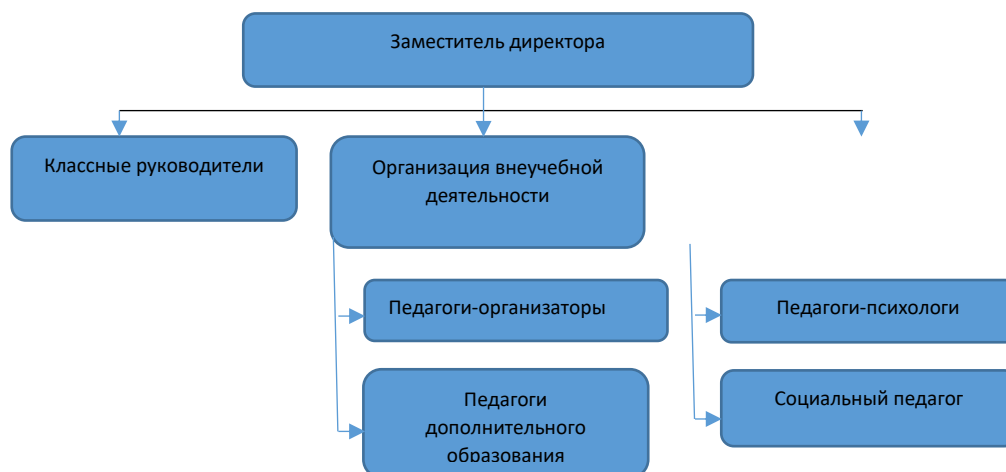 Заместитель директора
Классные руководители
Организация внеучебной
деятельности
Педагоги-организаторы
Педагоги-психологи
Педагоги
дополнительного
образования
Социальный педагог